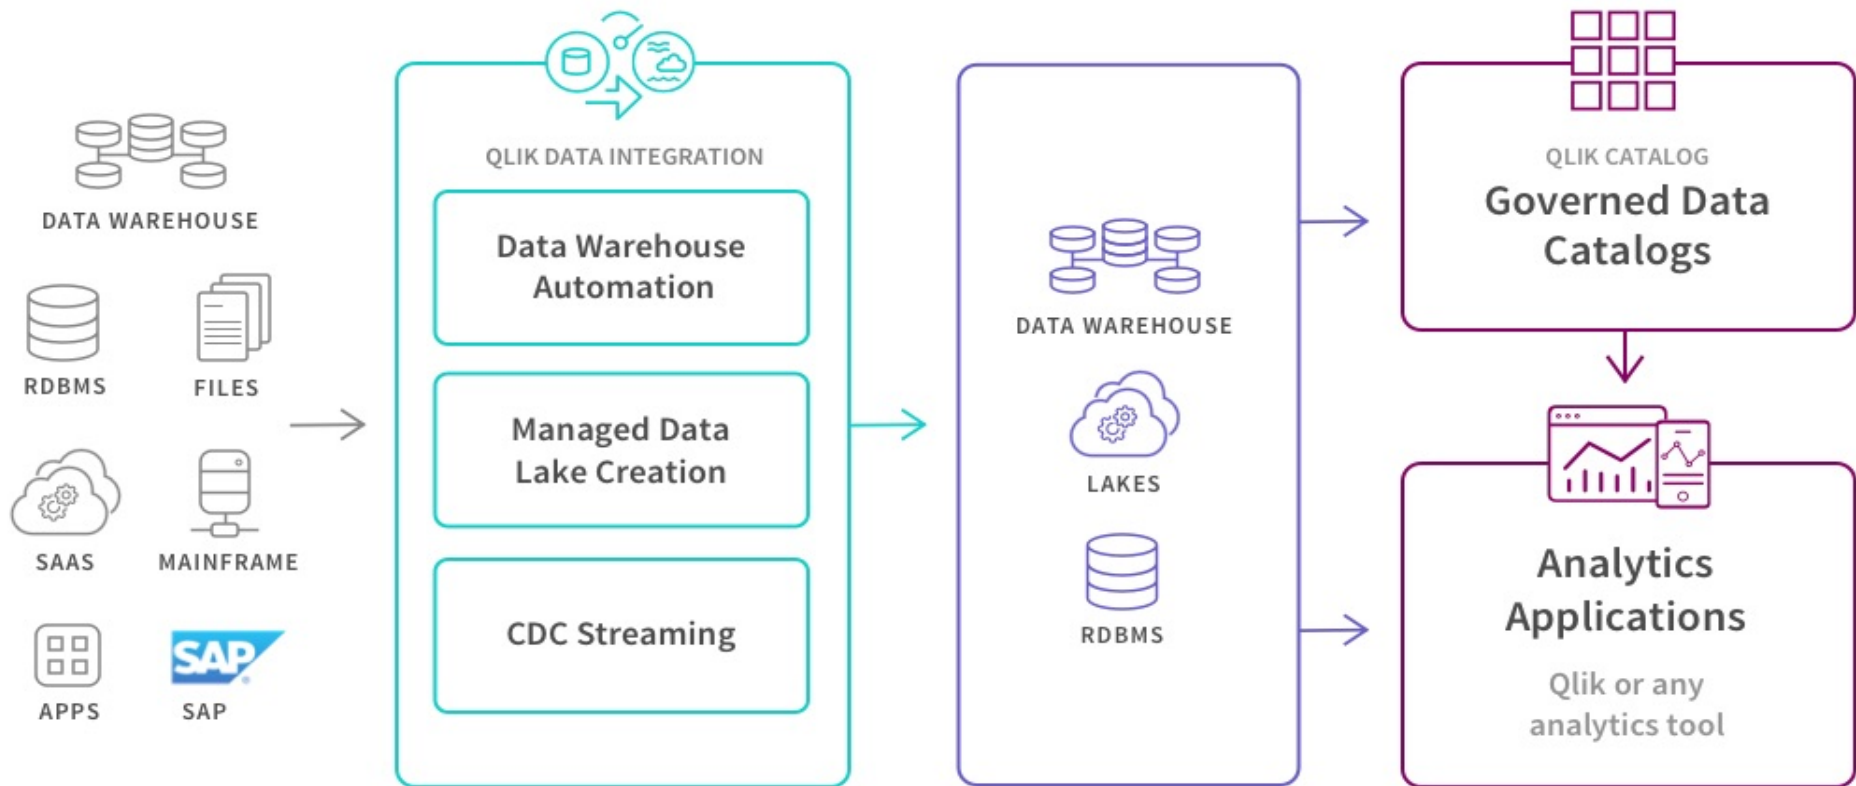 DATA WAREHOUSE
RDBMS
FILES
SAAS
MAINFRAME
APPS
SAP
SAP
QLIK DATA INTEGRATION
Data Warehouse
Automation
Managed Data
Lake Creation
CDC Streaming
DATA WAREHOUSE
LAKES
RDBMS
QLIK CATALOG
Governed Data
Catalogs
Analytics
Applications
Qlik or any
analytics tool